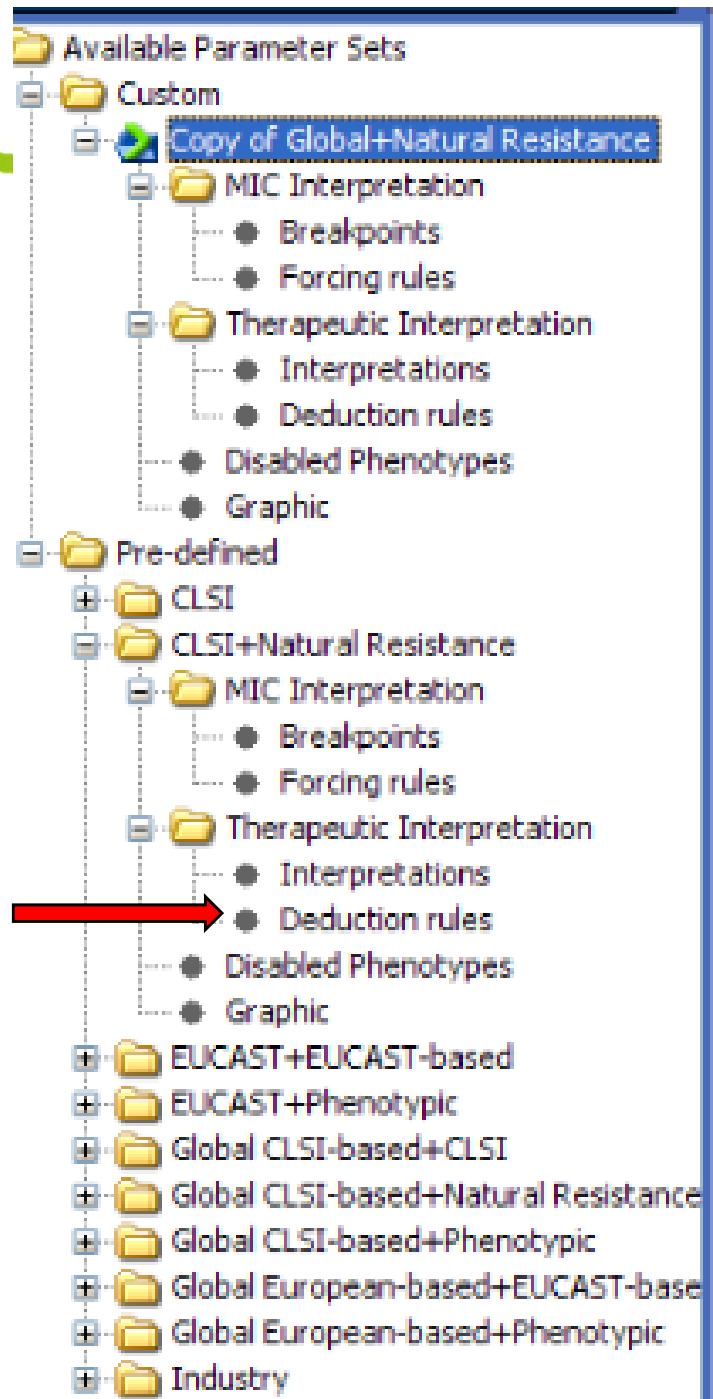 Available Parameter Sets
Custom
Copy of Global+Natural Resistance
MIC Interpretation
Breakpoints
Forcing rules
Therapeutic Interpretation
Interpretations
Deduction rules
Disabled Phenotypes
Graphic
Pre-defined
CLSI
CLSI+Natural Resistance
MIC Interpretation
Breakpoints
Forcing rules
Therapeutic Interpretation
Interpretations
Deduction rules
Disabled Phenotypes
Graphic
EUCAST+EUCAST-based
EUCAST+Phenotypic
Global CLSI-based+CLSI
Global CLSI-based+Natural Resistance
Global CLSI-based+Phenotypic
Global European-based+EUCAST-base
Global European-based+Phenotypic
Industry